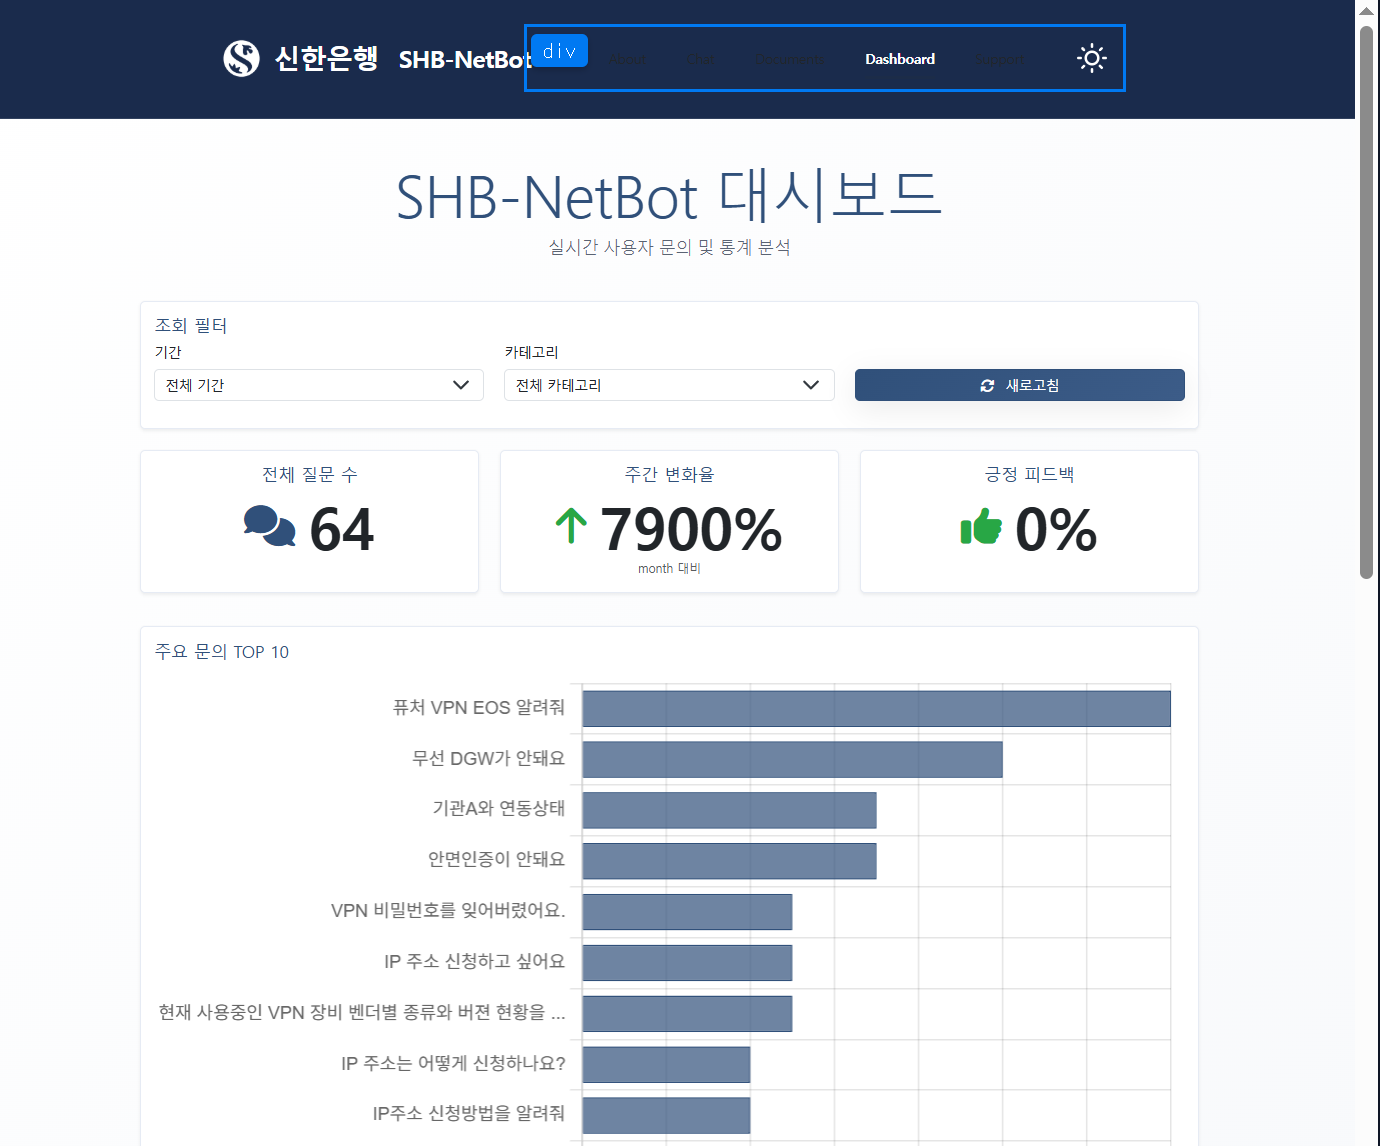 신한은행 SHB-NetBot div Home About Chat Documents Dashboard Support
SHB-NetBot 대시보드
실시간 사용자 문의 및 통계 분석
조회 필터
기간 카테고리
전체 기간 전체 카테고리 새로고침
전체 질문 수 주간 변화율 긍정 피드백
64 7900% 0%
month 대비
주요 문의 TOP 10
퓨처 VPN EOS 알려줘
무선 DGW가 안돼요
기관A와 연동상태
안면인증이 안돼요
VPN 비밀번호를 잊어버렸어요.
IP 주소 신청하고 싶어요
현재 사용중인 VPN 장비 벤더별 종류와 버젼 현황을 ...
IP 주소는 어떻게 신청하나요?
IP주소 신청방법을 알려줘